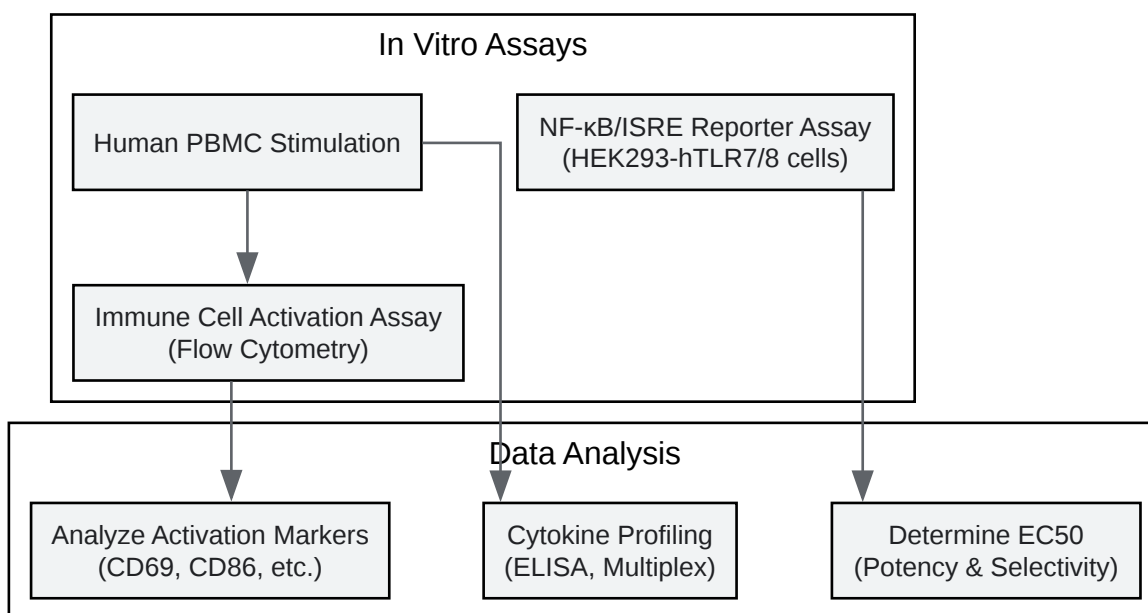 In Vitro Assays
Human PBMC Stimulation
NF-κB/ISRE Reporter Assay
(HEK293-hTLR7/8 cells)
Immune Cell Activation Assay
(Flow Cytometry)
Data Analysis
Analyze Activation Markers
(CD69, CD86, etc.)
Cytokine Profiling
(ELISA, Multiplex)
Determine EC50
(Potency & Selectivity)